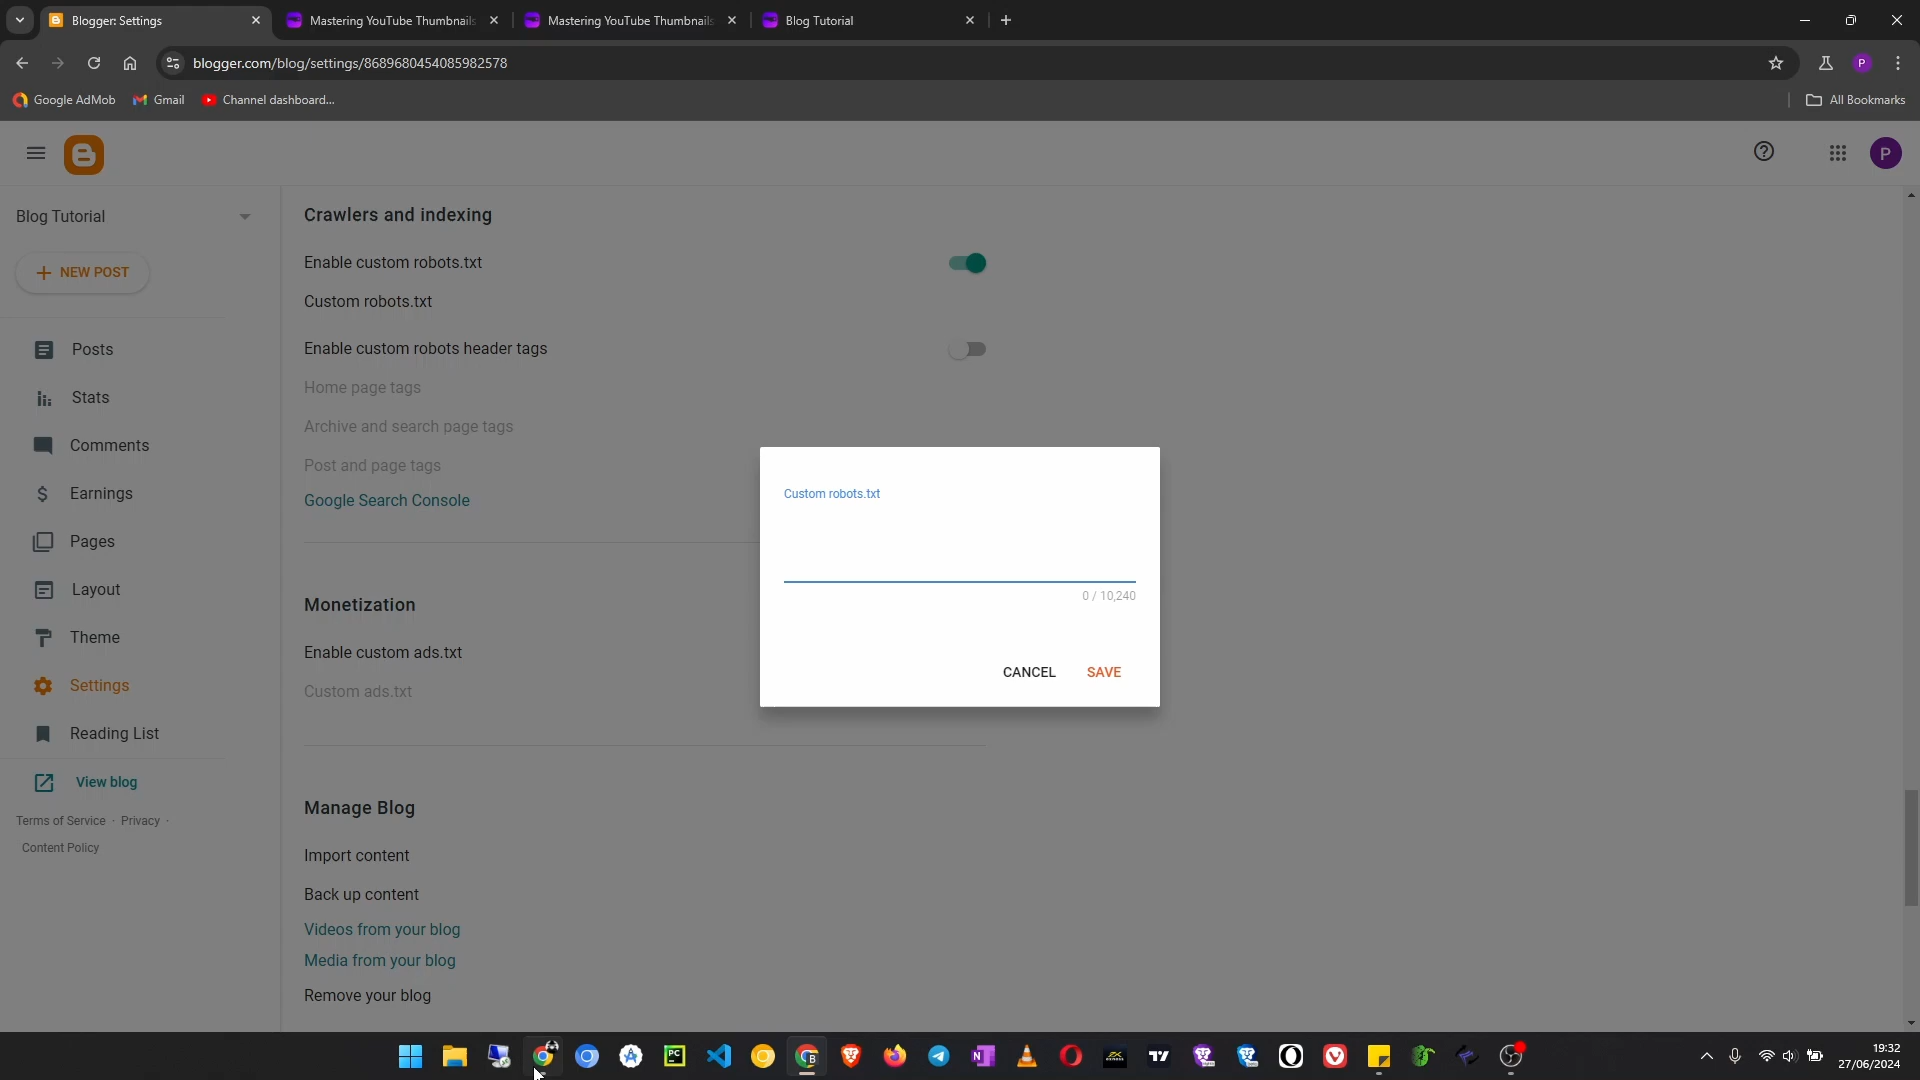 Blogger: Settings
Mastering YouTube Thumbnails
Mastering YouTube Thumbnails
Blog Tutorial
blogger.com/blog/settings/8689680454085982578
P
Google AdMob
Gmail
Channel dashboard...
All Bookmarks
P
Blog Tutorial
NEW POST
Posts
Stats
Comments
Earnings
Pages
Layout
Theme
Settings
Reading List
View blog
Terms of Service · Privacy ·
Content Policy
Crawlers and indexing
Enable custom robots.txt
Custom robots.txt
Enable custom robots header tags
Home page tags
Archive and search page tags
Post and page tags
Google Search Console
Monetization
Enable custom ads.txt
Custom ads.txt
Manage Blog
Import content
Back up content
Videos from your blog
Media from your blog
Remove your blog
Custom robots.txt
0 / 10,240
CANCEL
SAVE
19:32
27/06/2024